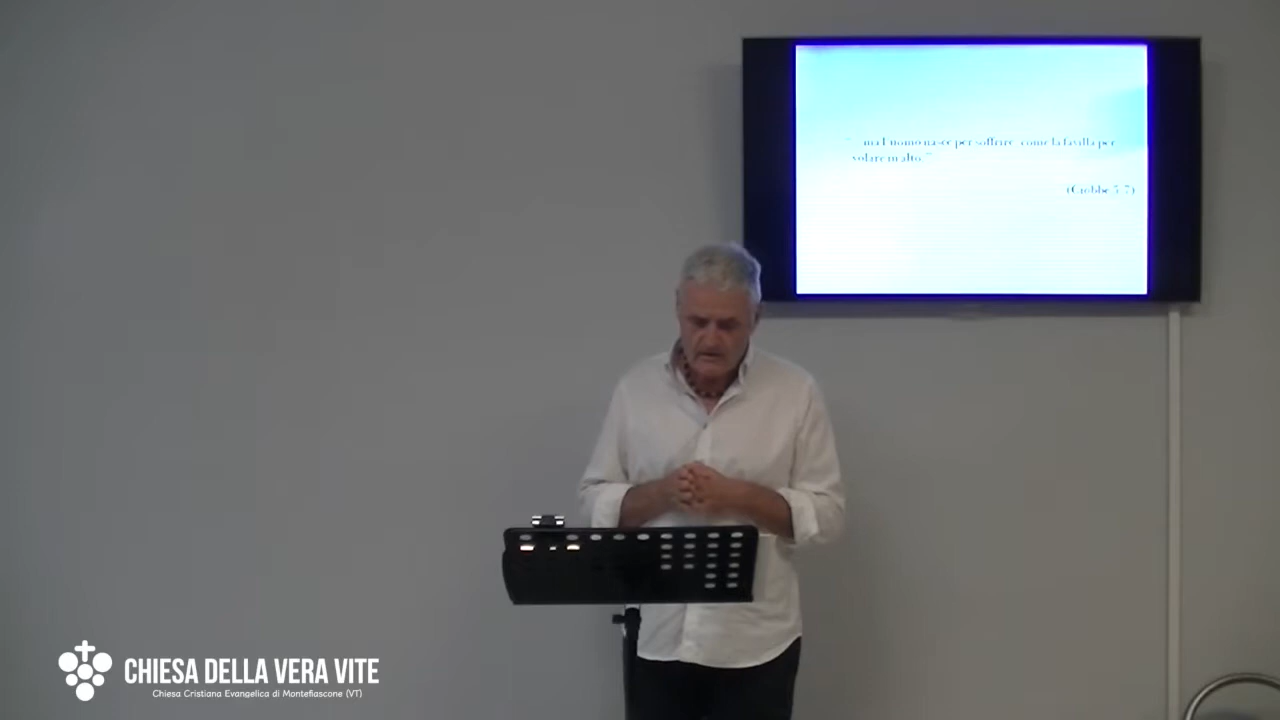 ma l'uomo nasce per soffrire, come la favilla per
volare in alto."
(Giobbe 5:7)
CHIESA DELLA VERA VITE
Chiesa Cristiana Evangelica di Montefiascone (VT)